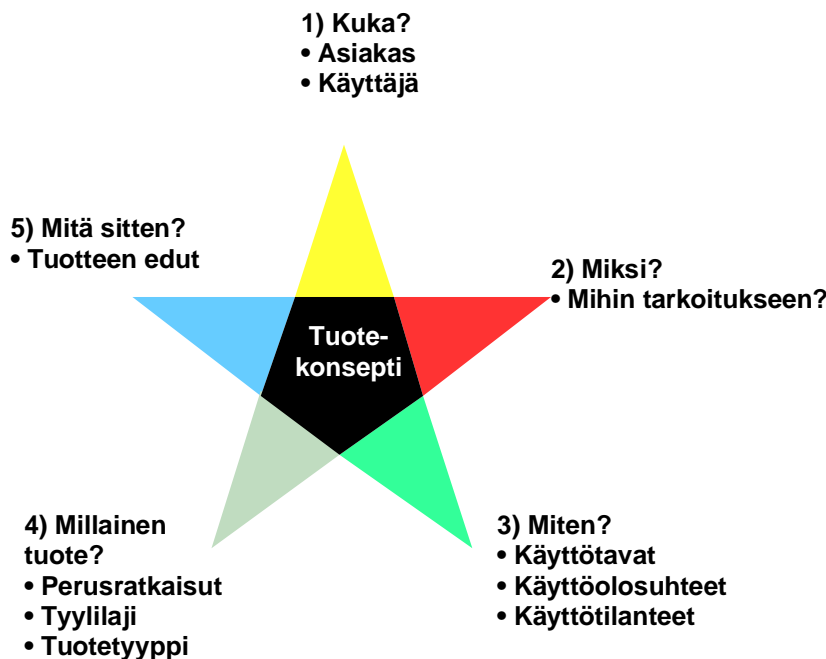 1) Kuka?
• Asiakas
• Käyttäjä
5) Mitä sitten?
• Tuotteen edut
2) Miksi?
• Mihin tarkoitukseen?
Tuote-
konsepti
4) Millainen
tuote?
• Perusratkaisut
• Tyylilaji
• Tuotetyyppi
3) Miten?
• Käyttötavat
• Käyttöolosuhteet
• Käyttötilanteet